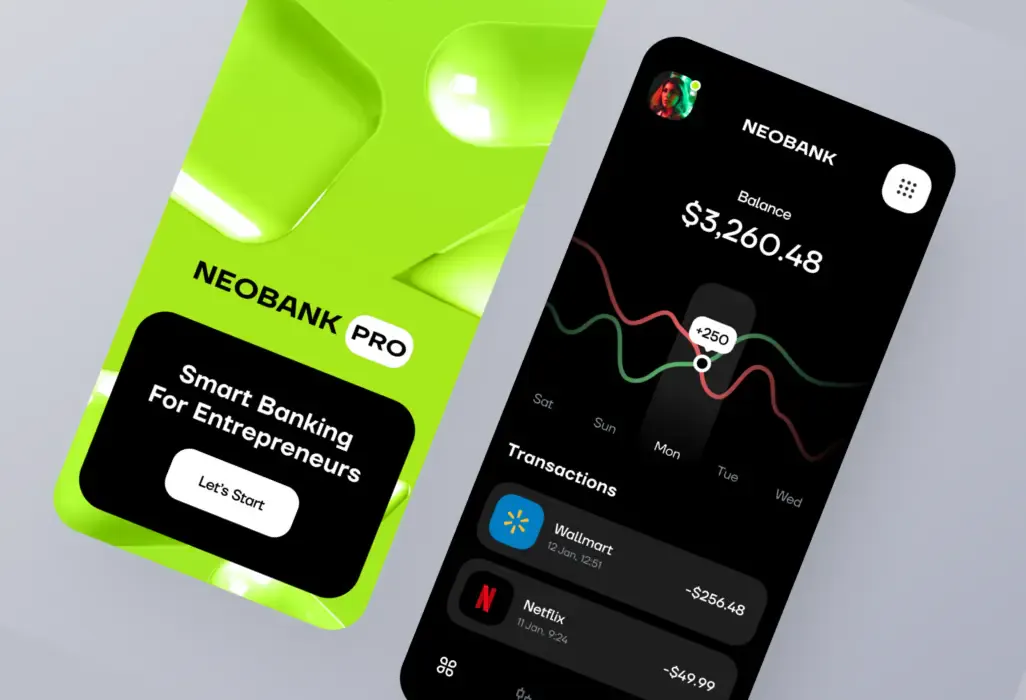 NEOBANK PRO
Smart Banking
For Entrepreneurs
Let's Start
NEOBANK
Balance
$3,260.48
+250
Sat
Sun
Mon
Tue
Wed
Transactions
Wallmart
12 Jan, 12:51
-$256.48
Netflix
11 Jan, 9:24
-$49.99